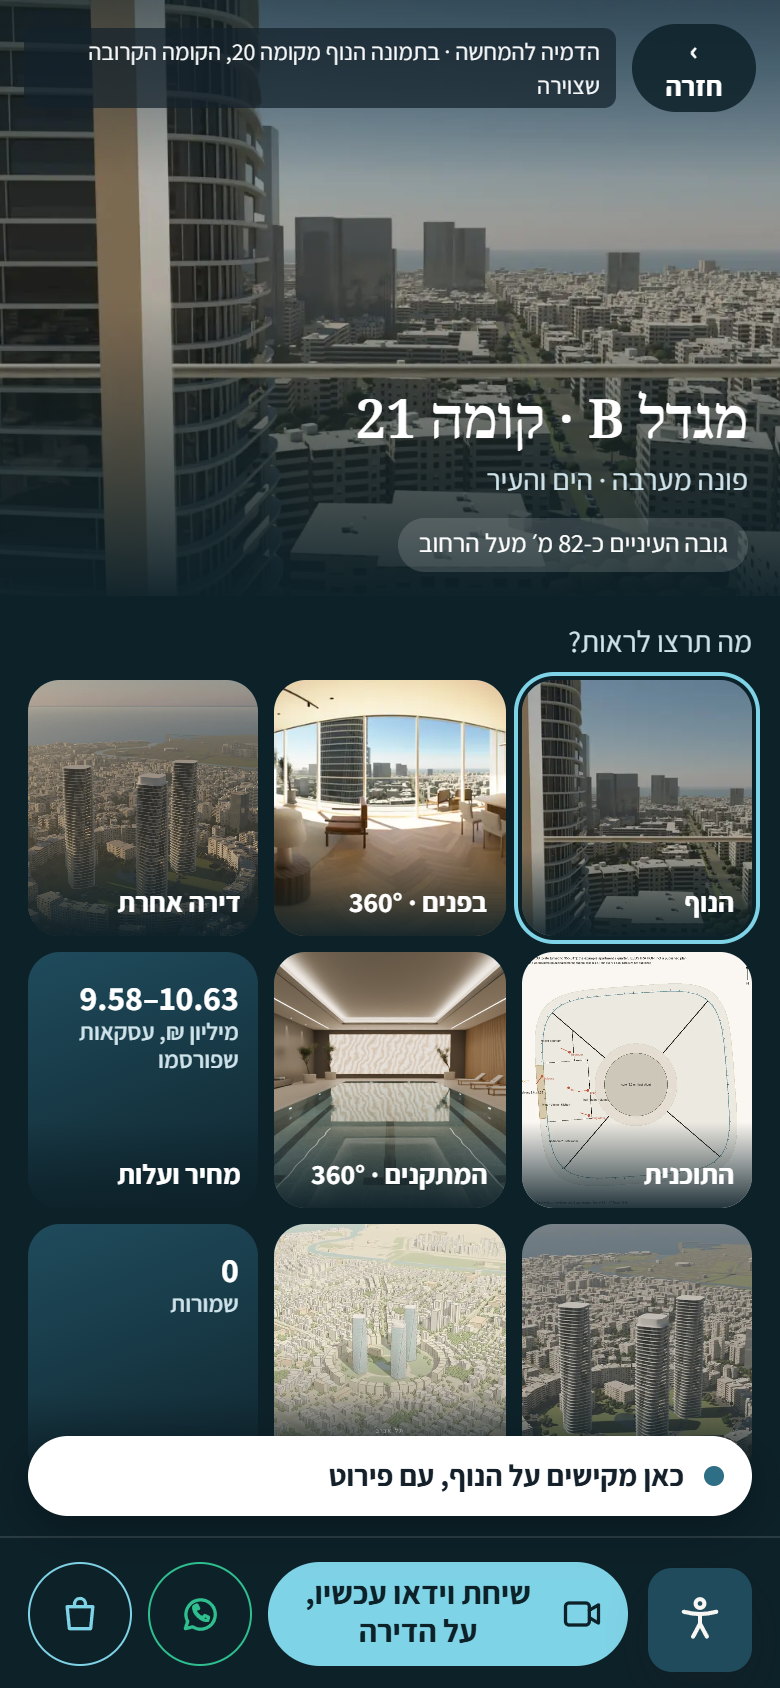 חזרה
הדמיה להמחשה · בתמונה הנוף מקומה 20, הקומה הקרובה
שצוירה
מגדל B · קומה 21
פונה מערבה · הים והעיר
גובה העיניים כ-82 מ׳ מעל הרחוב
מה תרצו לראות?
הנוף
בפנים · 360°
דירה אחרת
התוכנית
המתקנים · 360°
9.58–10.63
מיליון ₪, עסקאות
שפורסמו
מחיר ועלות
0
שמורות
כאן מקישים על הנוף, עם פירוט
שיחת וידאו עכשיו,
על הדירה